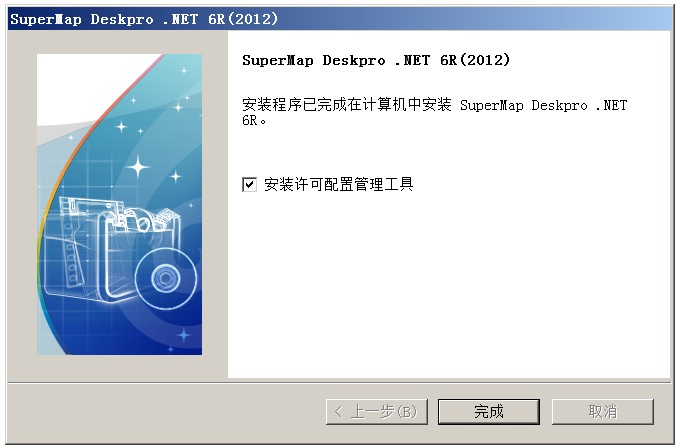 SuperMap Deskpro .NET 6R(2012)
SuperMap Deskpro .NET 6R(2012)
安装程序已完成在计算机中安装 SuperMap Deskpro .NET
6R。
安装许可配置管理工具
< 上一步(B)
完成
取消